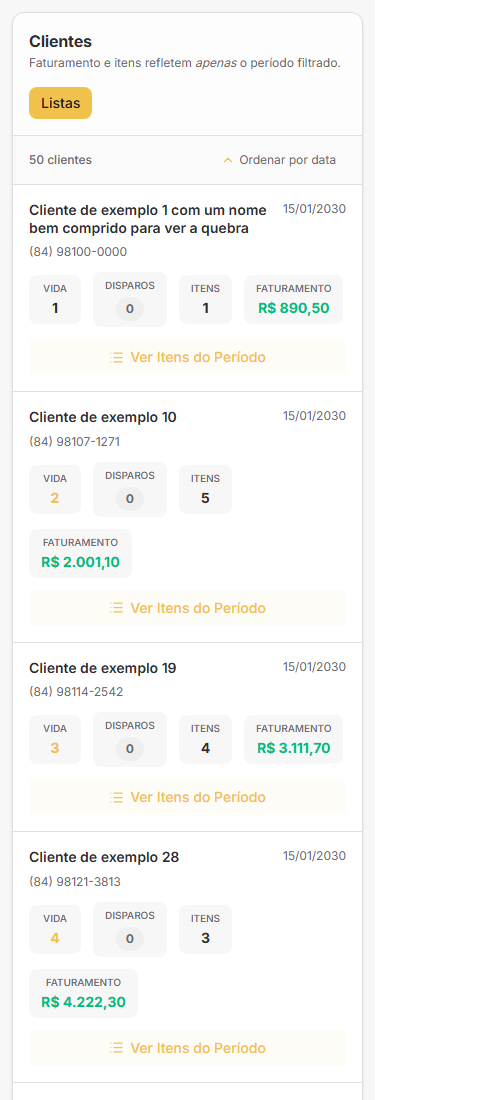 Clientes
Faturamento e itens refletem apenas o período filtrado.
Listas
50 clientes
Ordenar por data
Cliente de exemplo 1 com um nome
bem comprido para ver a quebra
15/01/2030
(84) 98100-0000
VIDA
1
DISPAROS
0
ITENS
1
FATURAMENTO
R$ 890,50
Ver Itens do Período
Cliente de exemplo 10
15/01/2030
(84) 98107-1271
VIDA
2
DISPAROS
0
ITENS
5
FATURAMENTO
R$ 2.001,10
Ver Itens do Período
Cliente de exemplo 19
15/01/2030
(84) 98114-2542
VIDA
3
DISPAROS
0
ITENS
4
FATURAMENTO
R$ 3.111,70
Ver Itens do Período
Cliente de exemplo 28
15/01/2030
(84) 98121-3813
VIDA
4
DISPAROS
0
ITENS
3
FATURAMENTO
R$ 4.222,30
Ver Itens do Período